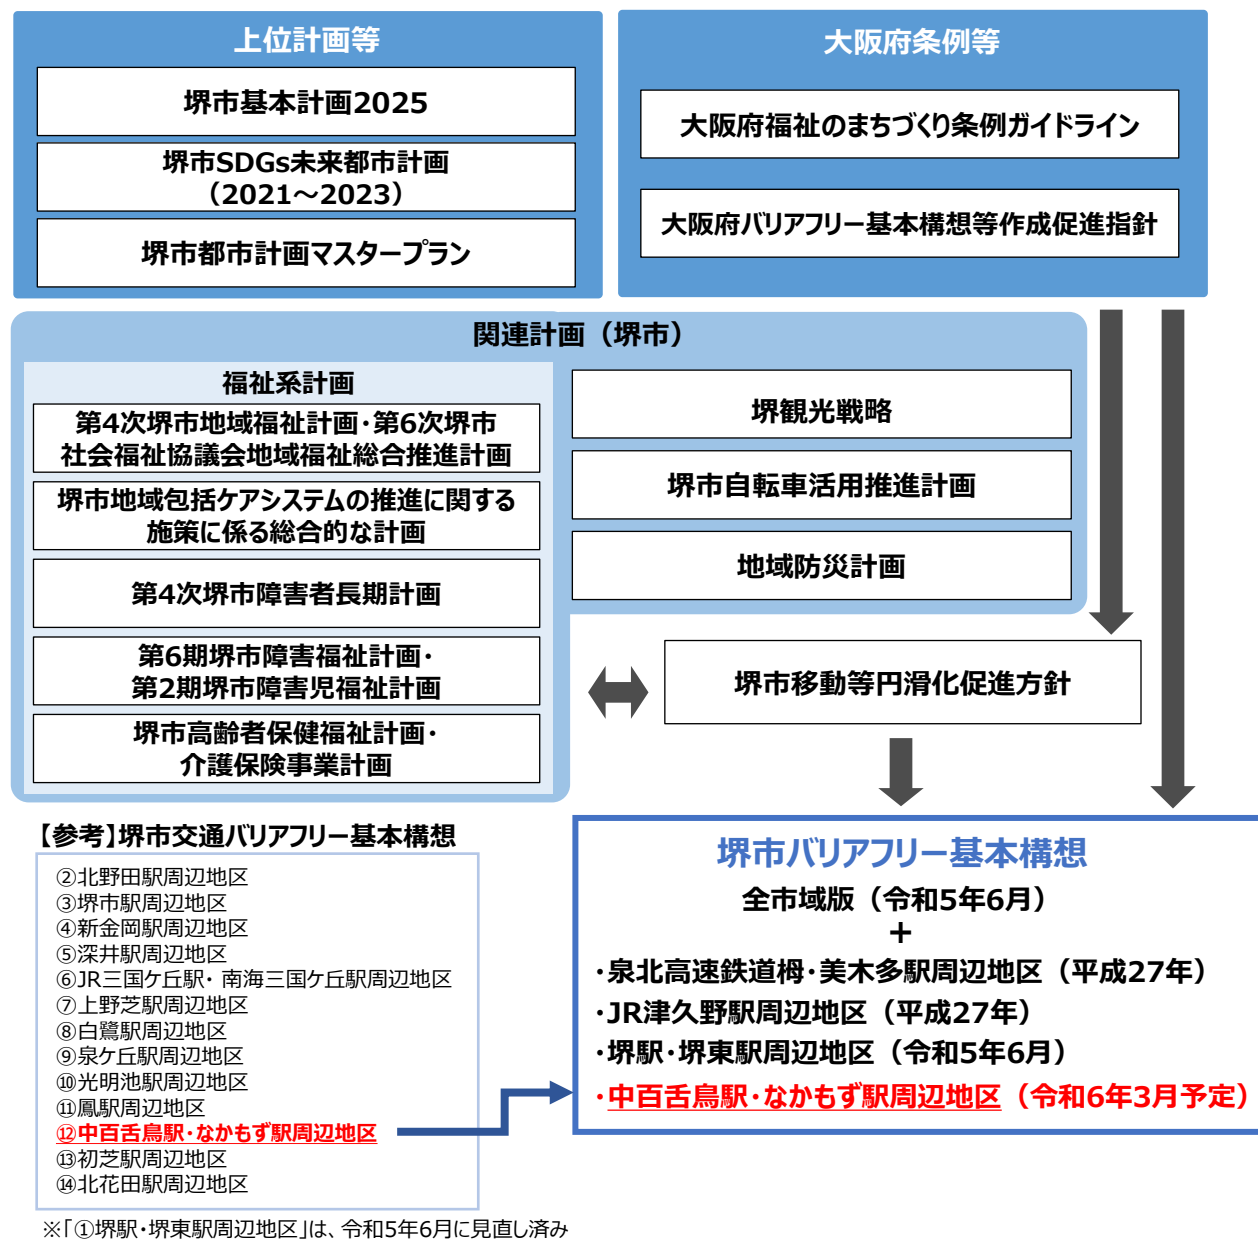 上位計画等
堺市基本計画2025
堺市SDGs未来都市計画
（2021～2023）
堺市都市計画マスタープラン
大阪府条例等
大阪府福祉のまちづくり条例ガイドライン
大阪府バリアフリー基本構想等作成促進指針
関連計画（堺市）
福祉系計画
第4次堺市地域福祉計画・第6次堺市
社会福祉協議会地域福祉総合推進計画
堺市地域包括ケアシステムの推進に関する
施策に係る総合的な計画
第4次堺市障害者長期計画
第6期堺市障害福祉計画・
第2期堺市障害児福祉計画
堺市高齢者保健福祉計画・
介護保険事業計画
堺観光戦略
堺市自転車活用推進計画
地域防災計画
堺市移動等円滑化促進方針
【参考】堺市交通バリアフリー基本構想
②北野田駅周辺地区
③堺市駅周辺地区
④新金岡駅周辺地区
⑤深井駅周辺地区
⑥JR三国ケ丘駅・南海三国ケ丘駅周辺地区
⑦上野芝駅周辺地区
⑧白鷺駅周辺地区
⑨泉ケ丘駅周辺地区
⑩光明池駅周辺地区
⑪鳳駅周辺地区
⑫中百舌鳥駅・なかもず駅周辺地区
⑬初芝駅周辺地区
⑭北花田駅周辺地区
※「①堺駅・堺東駅周辺地区」は、令和5年6月に見直し済み
堺市バリアフリー基本構想
全市域版（令和5年6月）
＋
・泉北高速鉄道栂・美木多駅周辺地区（平成27年）
・JR津久野駅周辺地区（平成27年）
・堺駅・堺東駅周辺地区（令和5年6月）
・中百舌鳥駅・なかもず駅周辺地区（令和6年3月予定）